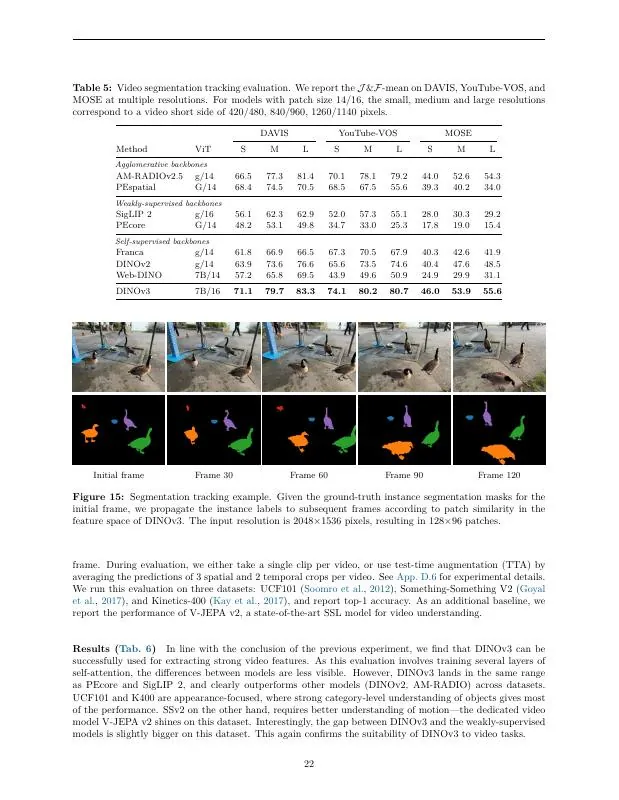 Table 5: Video segmentation tracking evaluation. We report the J&F-mean on DAVIS, YouTube-VOS, and
MOSE at multiple resolutions. For models with patch size 14/16, the small, medium and large resolutions
correspond to a video short side of 420/480, 840/960, 1260/1140 pixels.
DAVIS YouTube-VOS MOSE
Method ViT S M L S M L S M L
Agglomerative backbones
AM-RADIOv2.5 g/14 66.5 77.3 81.4 70.1 78.1 79.2 44.0 52.6 54.3
PEspatial G/14 68.4 74.5 70.5 68.5 67.5 55.6 39.3 40.2 34.0
Weakly-supervised backbones
SigLIP 2 g/16 56.1 62.3 62.9 52.0 57.3 55.1 28.0 30.3 29.2
PEcore G/14 48.2 53.1 49.8 34.7 33.0 25.3 17.8 19.0 15.4
Self-supervised backbones
Franca g/14 61.8 66.9 66.5 67.3 70.5 67.9 40.3 42.6 41.9
DINOv2 g/14 63.9 73.6 76.6 65.6 73.5 74.6 40.4 47.6 48.5
Web-DINO 7B/14 57.2 65.8 69.5 43.9 49.6 50.9 24.9 29.9 31.1
DINOv3 7B/16 71.1 79.7 83.3 74.1 80.2 80.7 46.0 53.9 55.6
Initial frame Frame 30 Frame 60 Frame 90 Frame 120
Figure 15: Segmentation tracking example. Given the ground-truth instance segmentation masks for the
initial frame, we propagate the instance labels to subsequent frames according to patch similarity in the
feature space of DINOv3. The input resolution is 2048×1536 pixels, resulting in 128×96 patches.
frame. During evaluation, we either take a single clip per video, or use test-time augmentation (TTA) by
averaging the predictions of 3 spatial and 2 temporal crops per video. See App. D.6 for experimental details.
We run this evaluation on three datasets: UCF101 (Soomro et al., 2012), Something-Something V2 (Goyal
et al., 2017), and Kinetics-400 (Kay et al., 2017), and report top-1 accuracy. As an additional baseline, we
report the performance of V-JEPA v2, a state-of-the-art SSL model for video understanding.
Results (Tab. 6) In line with the conclusion of the previous experiment, we find that DINOv3 can be
successfully used for extracting strong video features. As this evaluation involves training several layers of
self-attention, the differences between models are less visible. However, DINOv3 lands in the same range
as PEcore and SigLIP 2, and clearly outperforms other models (DINOv2, AM-RADIO) across datasets.
UCF101 and K400 are appearance-focused, where strong category-level understanding of objects gives most
of the performance. SSv2 on the other hand, requires better understanding of motion—the dedicated video
model V-JEPA v2 shines on this dataset. Interestingly, the gap between DINOv3 and the weakly-supervised
models is slightly bigger on this dataset. This again confirms the suitability of DINOv3 to video tasks.
22